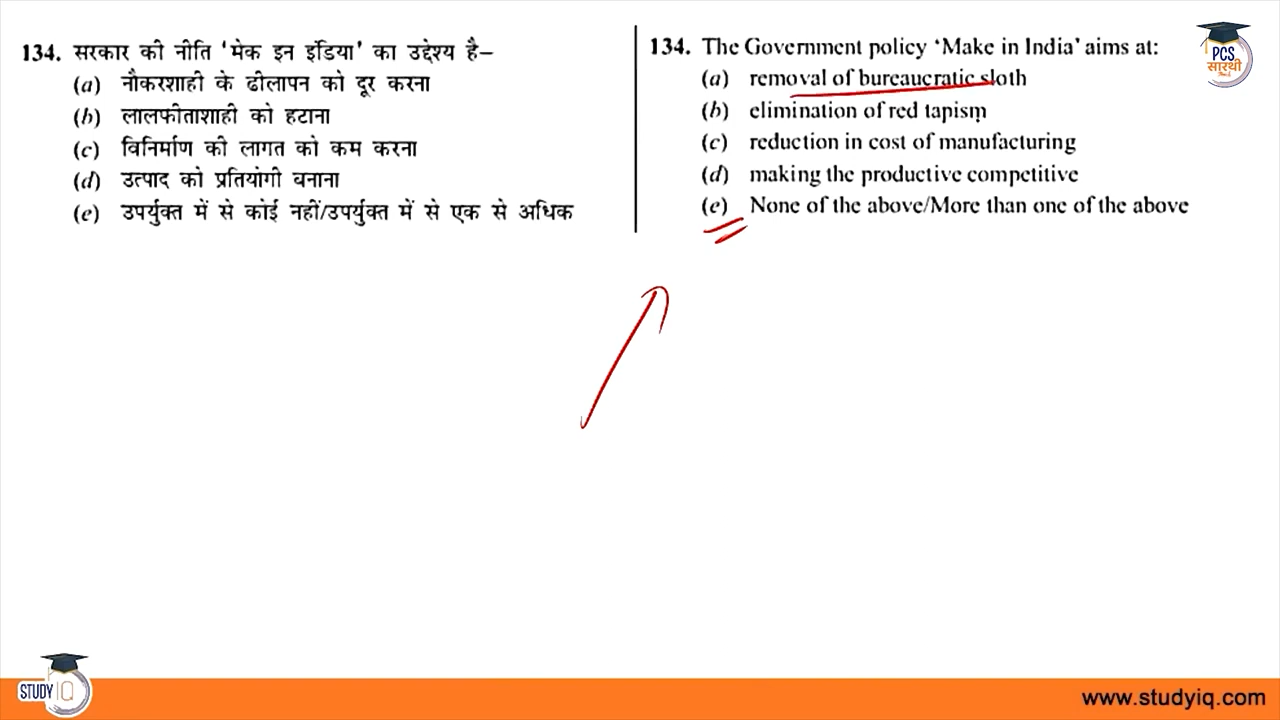 134. सरकार की नीति 'मेक इन इंडिया' का उद्देश्य है–
(a) नौकरशाही के ढीलापन को दूर करना
(b) लालफीताशाही को हटाना
(c) विनिर्माण की लागत को कम करना
(d) उत्पाद को प्रतियोगी बनाना
(e) उपर्युक्त में से कोई नहीं/उपर्युक्त में से एक से अधिक
134. The Government policy ‘Make in India’ aims at:
(a) removal of bureaucratic sloth
(b) elimination of red tapism
(c) reduction in cost of manufacturing
(d) making the productive competitive
(e) None of the above/More than one of the above
PCS
सारथी
STUDY IQ
www.studyiq.com